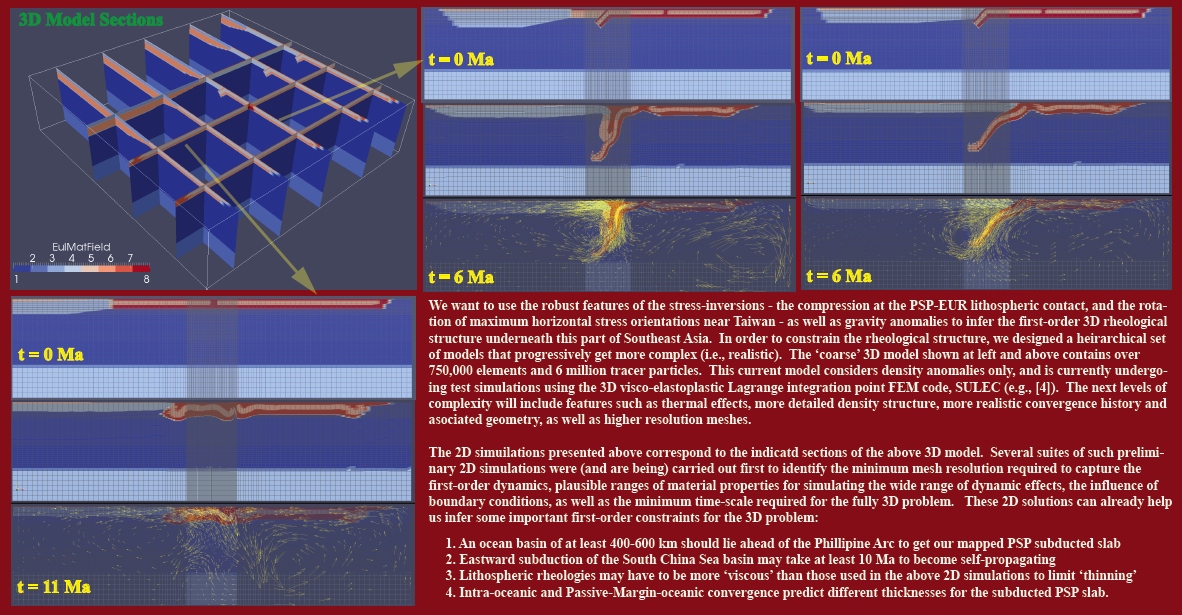 3D Model Sections
EulMatField
2 3 4 5 6 7
1 8
t = 0 Ma
t = 6 Ma
t = 0 Ma
t = 6 Ma
t = 0 Ma
t = 11 Ma
We want to use the robust features of the stress-inversions - the compression at the PSP-EUR lithospheric contact, and the rota-
tion of maximum horizontal stress orientations near Taiwan - as well as gravity anomalies to infer the first-order 3D rheological
structure underneath this part of Southeast Asia.  In order to constrain the rheological structure, we designed a heirarchical set
of models that progressively get more complex (i.e., realistic).  The ‘coarse’ 3D model shown at left and above contains over
750,000 elements and 6 million tracer particles.  This current model considers density anomalies only, and is currently undergo-
ing test simulations using the 3D visco-elastoplastic Lagrange integration point FEM code, SULEC (e.g., [4]).  The next levels of
complexity will include features such as thermal effects, more detailed density structure, more realistic convergence history and
asociated geometry, as well as higher resolution meshes.
The 2D simuilations presented above correspond to the indicatd sections of the above 3D model.  Several suites of such prelimi-
nary 2D simulations were (and are being) carried out first to identify the minimum mesh resolution required to capture the
first-order dynamics, plausible ranges of material properties for simulating the wide range of dynamic effects, the influence of
boundary conditions, as well as the minimum time-scale required for the fully 3D problem.   These 2D solutions can already help
us infer some important first-order constraints for the 3D problem:
1. An ocean basin of at least 400-600 km should lie ahead of the Phillipine Arc to get our mapped PSP subducted slab
2. Eastward subduction of the South China Sea basin may take at least 10 Ma to become self-propagating
3. Lithospheric rheologies may have to be more ‘viscous’ than those used in the above 2D simulations to limit ‘thinning’
4. Intra-oceanic and Passive-Margin-oceanic convergence predict different thicknesses for the subducted PSP slab.